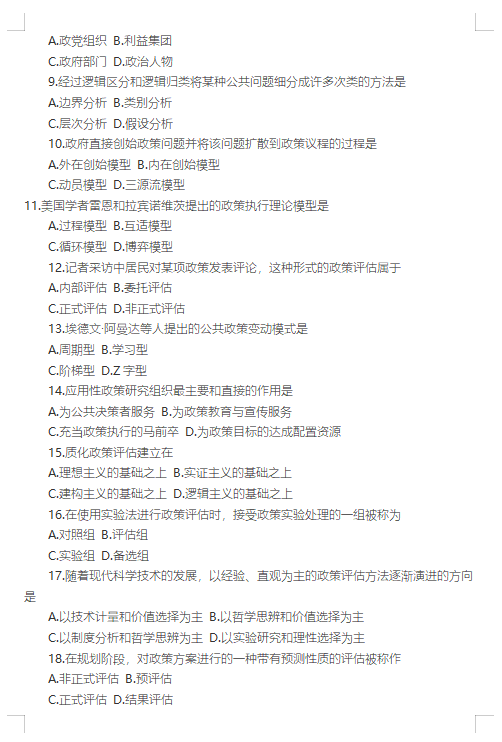 A.政党组织 B.利益集团
C.政府部门 D.政治人物
9.经过逻辑区分和逻辑归类将某种公共问题细分成许多次类的方法是
A.边界分析 B.类别分析
C.层次分析 D.假设分析
10.政府直接创始政策问题并将该问题扩散到政策议程的过程是
A.外在创始模型 B.内在创始模型
C.动员模型 D.三源流模型
11.美国学者雷恩和拉宾诺维茨提出的政策执行理论模型是
A.过程模型 B.互适模型
C.循环模型 D.博弈模型
12.记者采访中居民对某项政策发表评论，这种形式的政策评估属于
A.内部评估 B.委托评估
C.正式评估 D.非正式评估
13.埃德文·阿曼达等人提出的公共政策变动模式是
A.周期型 B.学习型
C.阶梯型 D.Z字型
14.应用性政策研究组织最主要和直接的作用是
A.为公共决策者服务 B.为政策教育与宣传服务
C.充当政策执行的马前卒 D.为政策目标的达成配置资源
15.质化政策评估建立在
A.理想主义的基础之上 B.实证主义的基础之上
C.建构主义的基础之上 D.逻辑主义的基础之上
16.在使用实验法进行政策评估时，接受政策实验处理的一组被称为
A.对照组 B.评估组
C.实验组 D.备选组
17.随着现代科学技术的发展，以经验、直观为主的政策评估方法逐渐演进的方向
是
A.以技术计量和价值选择为主 B.以哲学思辨和价值选择为主
C.以制度分析和哲学思辨为主 D.以实验研究和理性选择为主
18.在规划阶段，对政策方案进行的一种带有预测性质的评估被称作
A.非正式评估 B.预评估
C.正式评估 D.结果评估